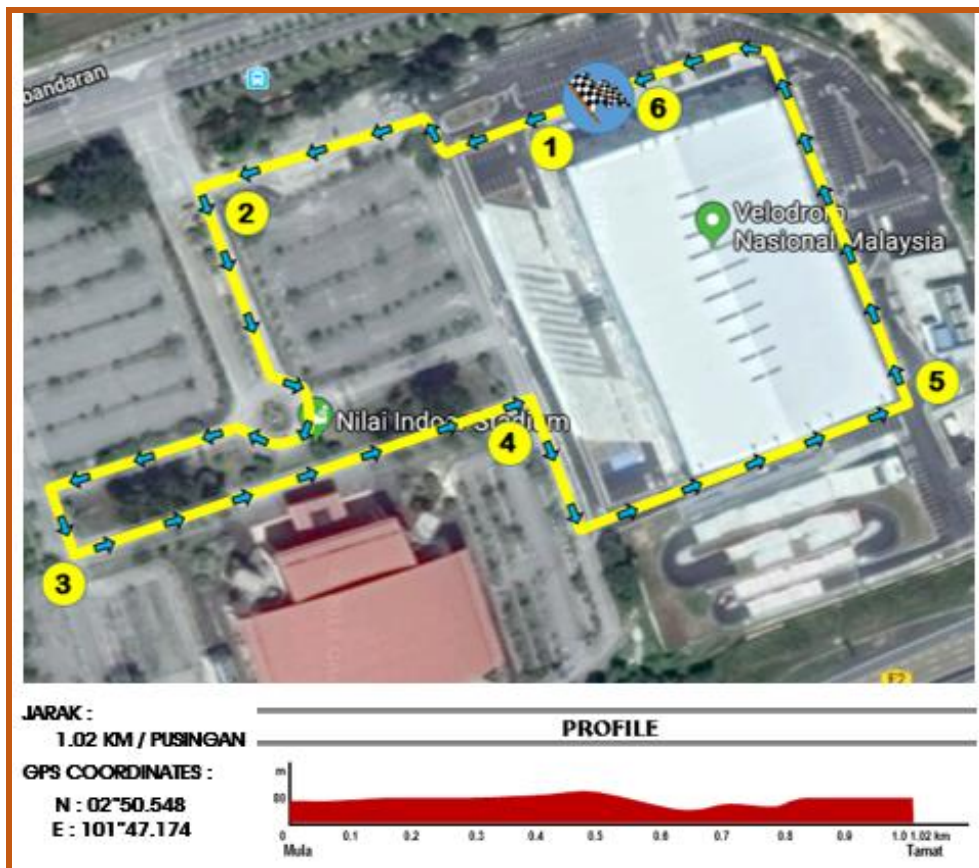 bandaran
6
1
2
Velodrom
Nasional Malaysia
5
Nilai Indoor Stadium
4
3
E2
JARAK :
1.02 KM / PUSINGAN
GPS COORDINATES :
N : 02"50.548
E : 101"47.174
PROFILE
m
80
0
0.1
0.2
0.3
0.4
0.5
0.6
0.7
0.8
0.9
1.0 1.02 km
Mula
Tamat